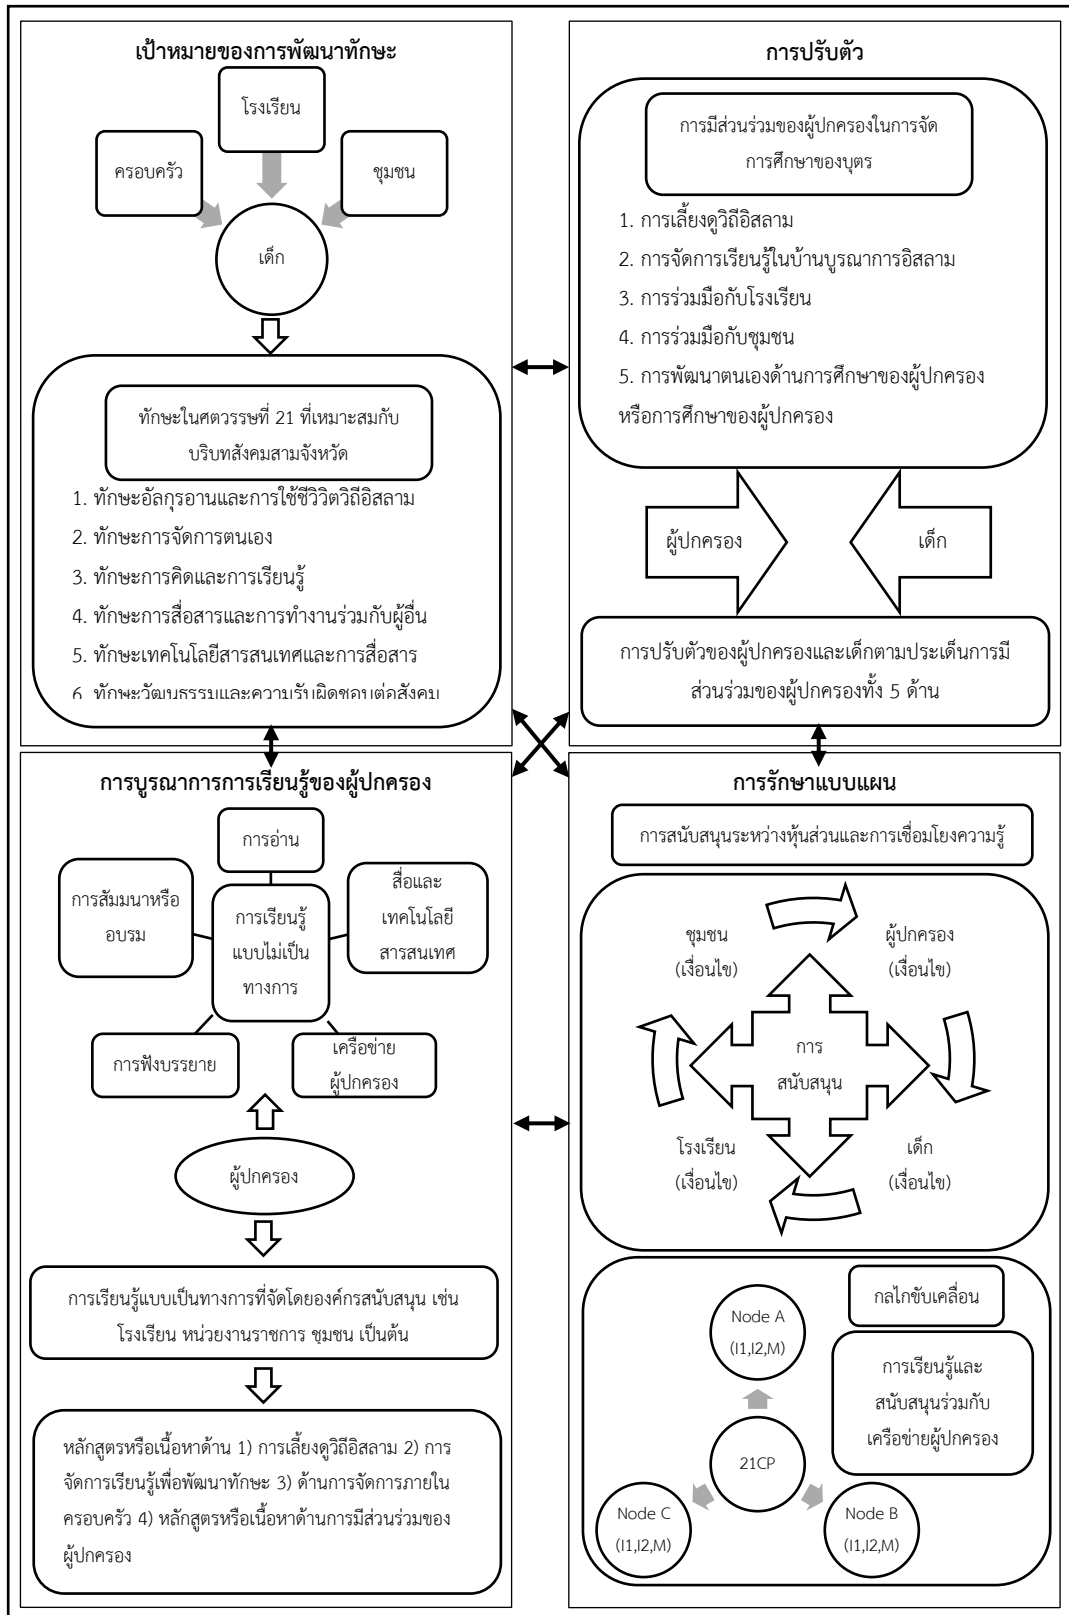 เป้าหมายของการพัฒนาทักษะ
โรงเรียน
ครอบครัว
ชุมชน
เด็ก
ทักษะในศตวรรษที่ 21 ที่เหมาะสมกับ
บริบทสังคมสามจังหวัด
1. ทักษะอัลกุรอานและการใช้ชีวิวิตวิถีอิสลาม
2. ทักษะการจัดการตนเอง
3. ทักษะการคิดและการเรียนรู้
4. ทักษะการสื่อสารและการทำงานร่วมกับผู้อื่น
5. ทักษะเทคโนโลยีสารสนเทศและการสื่อสาร
6. ทักษะวัฒนธรรมและความรับผิดชอบต่อสังคม
การปรับตัว
การมีส่วนร่วมของผู้ปกครองในการจัด
การศึกษาของบุตร
1. การเลี้ยงดูวิถีอิสลาม
2. การจัดการเรียนรู้ในบ้านบูรณาการอิสลาม
3. การร่วมมือกับโรงเรียน
4. การร่วมมือกับชุมชน
5. การพัฒนาตนเองด้านการศึกษาของผู้ปกครอง
หรือการศึกษาของผู้ปกครอง
ผู้ปกครอง
เด็ก
การปรับตัวของผู้ปกครองและเด็กตามประเด็นการมี
ส่วนร่วมของผู้ปกครองทั้ง 5 ด้าน
การบูรณาการการเรียนรู้ของผู้ปกครอง
การอ่าน
การสัมมนาหรือ
อบรม
การเรียนรู้
แบบไม่เป็น
ทางการ
สื่อและ
เทคโนโลยี
สารสนเทศ
การฟังบรรยาย
เครือข่าย
ผู้ปกครอง
ผู้ปกครอง
การเรียนรู้แบบเป็นทางการที่จัดโดยองค์กรสนับสนุน เช่น
โรงเรียน หน่วยงานราชการ ชุมชน เป็นต้น
หลักสูตรหรือเนื้อหาด้าน 1) การเลี้ยงดูวิถีอิสลาม 2) การ
จัดการเรียนรู้เพื่อพัฒนาทักษะ 3) ด้านการจัดการภายใน
ครอบครัว 4) หลักสูตรหรือเนื้อหาด้านการมีส่วนร่วมของ
ผู้ปกครอง
การรักษาแบบแผน
การสนับสนุนระหว่างหุ้นส่วนและการเชื่อมโยงความรู้
ชุมชน
(เงื่อนไข)
ผู้ปกครอง
(เงื่อนไข)
การ
สนับสนุน
โรงเรียน
(เงื่อนไข)
เด็ก
(เงื่อนไข)
กลไกขับเคลื่อน
Node A
(I1,I2,M)
การเรียนรู้และ
สนับสนุนร่วมกับ
เครือข่ายผู้ปกครอง
21CP
Node C
(I1,I2,M)
Node B
(I1,I2,M)